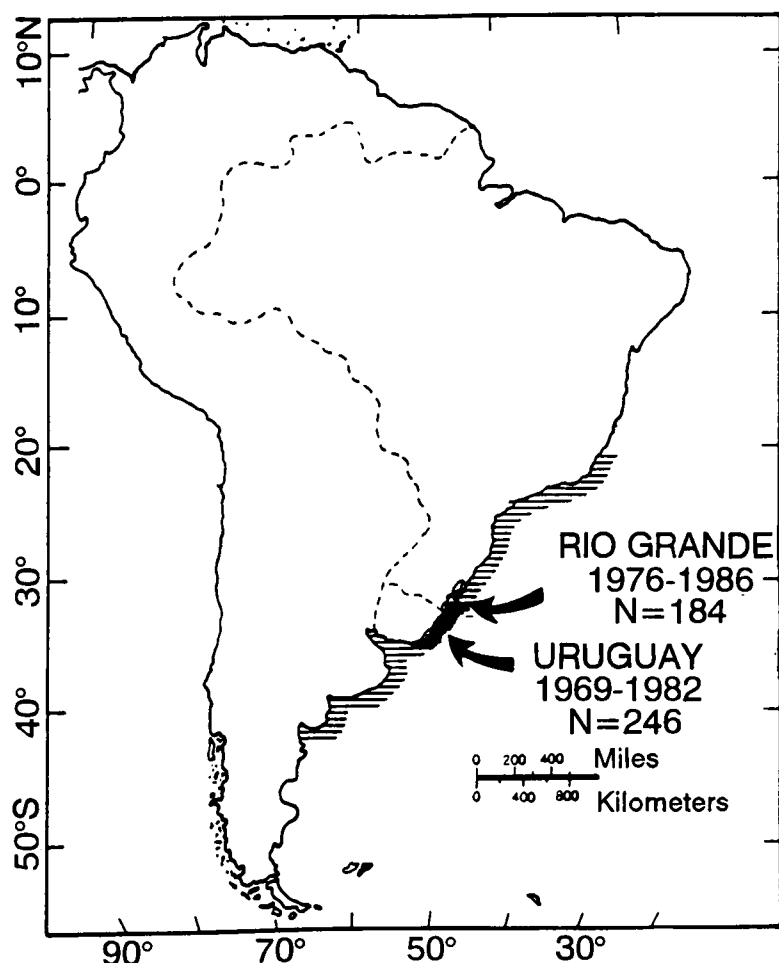 10°N
0°
10°
20°
30°
40°
50°S
RIO GRANDE
1976-1986
N=184
URUGUAY
1969-1982
N=246
0 200 400 Miles
0 400 800 Kilometers
90° 70° 50° 30°